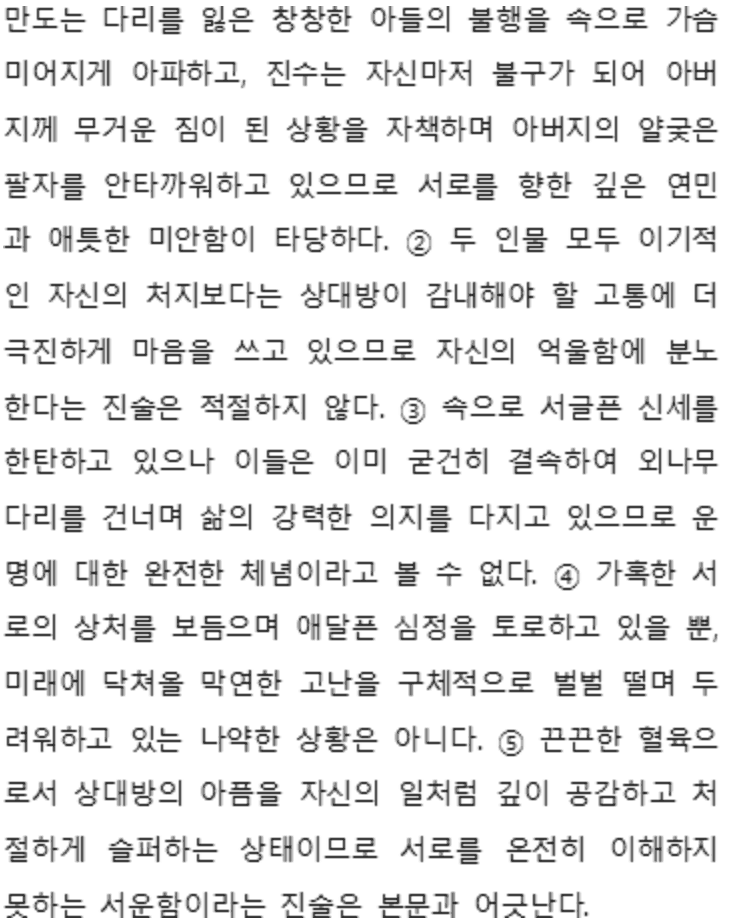 만도는 다리를 잃은 창창한 아들의 불행을 속으로 가슴
미어지게 아파하고, 진수는 자신마저 불구가 되어 아버
지께 무거운 짐이 된 상황을 자책하며 아버지의 얄궂은
팔자를 안타까워하고 있으므로 서로를 향한 깊은 연민
과 애틋한 미안함이 타당하다. ② 두 인물 모두 이기적
인 자신의 처지보다는 상대방이 감내해야 할 고통에 더
극진하게 마음을 쓰고 있으므로 자신의 억울함에 분노
한다는 진술은 적절하지 않다. ③ 속으로 서글픈 신세를
한탄하고 있으나 이들은 이미 굳건히 결속하여 외나무
다리를 건너며 삶의 강력한 의지를 다지고 있으므로 운
명에 대한 완전한 체념이라고 볼 수 없다. ④ 가혹한 서
로의 상처를 보듬으며 애달픈 심정을 토로하고 있을 뿐,
미래에 닥쳐올 막연한 고난을 구체적으로 벌벌 떨며 두
려워하고 있는 나약한 상황은 아니다. ⑤ 끈끈한 혈육으
로서 상대방의 아픔을 자신의 일처럼 깊이 공감하고 처
절하게 슬퍼하는 상태이므로 서로를 온전히 이해하지
못하는 서운함이라는 진술은 본문과 어긋난다.